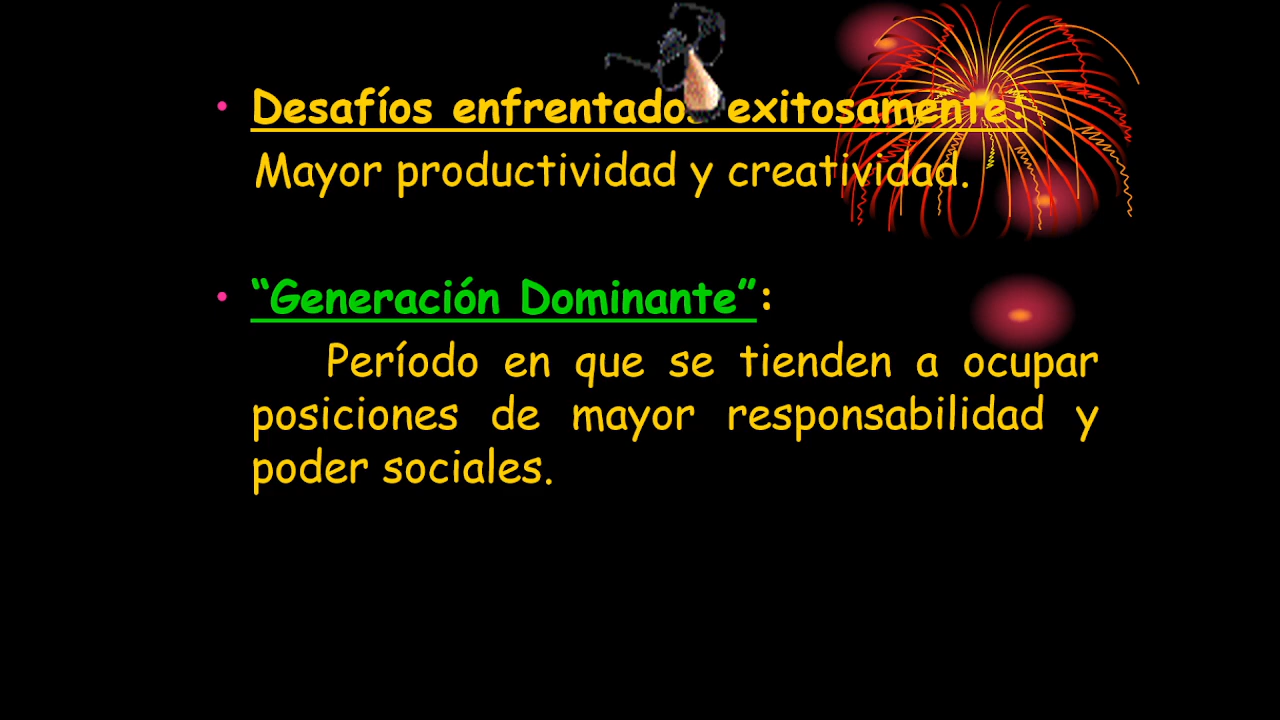 • Desafíos enfrentados exitosamente:
Mayor productividad y creatividad.
• “Generación Dominante”:
Período en que se tienden a ocupar
posiciones de mayor responsabilidad y
poder sociales.